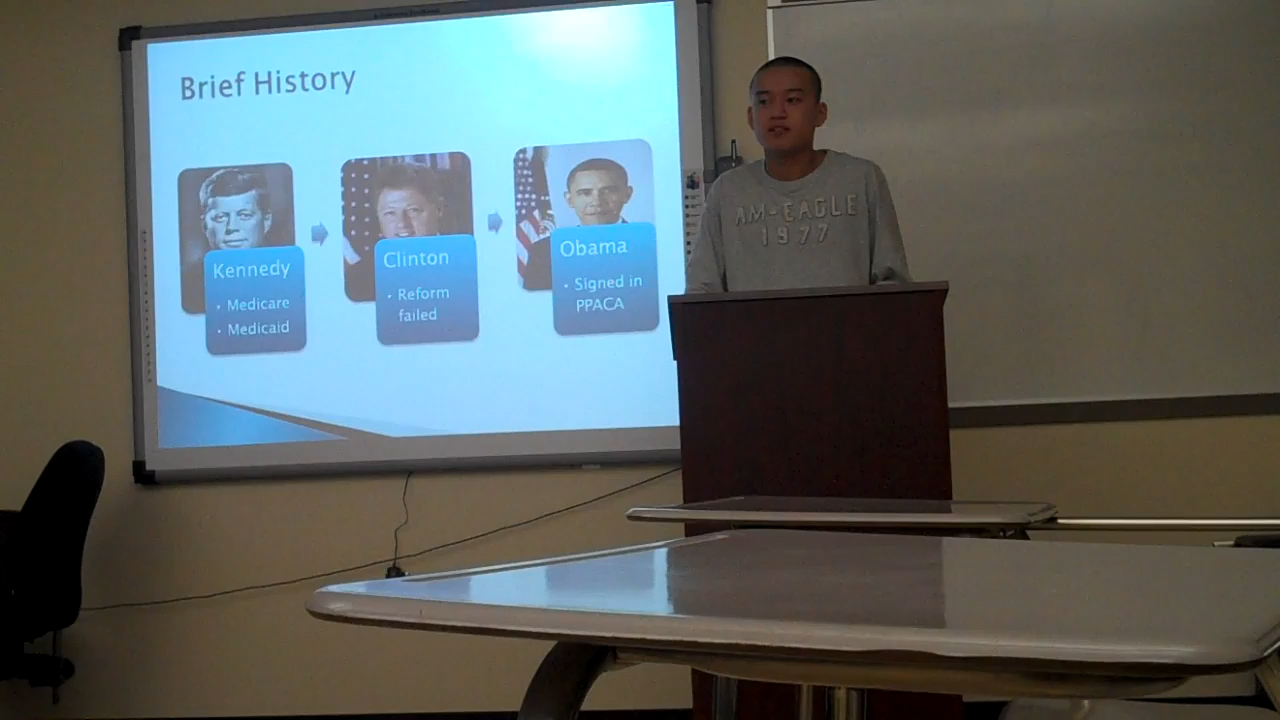 Brief History
Kennedy
• Medicare
• Medicaid
Clinton
• Reform
failed
Obama
• Signed in
PPACA
AM-EAGLE
1977